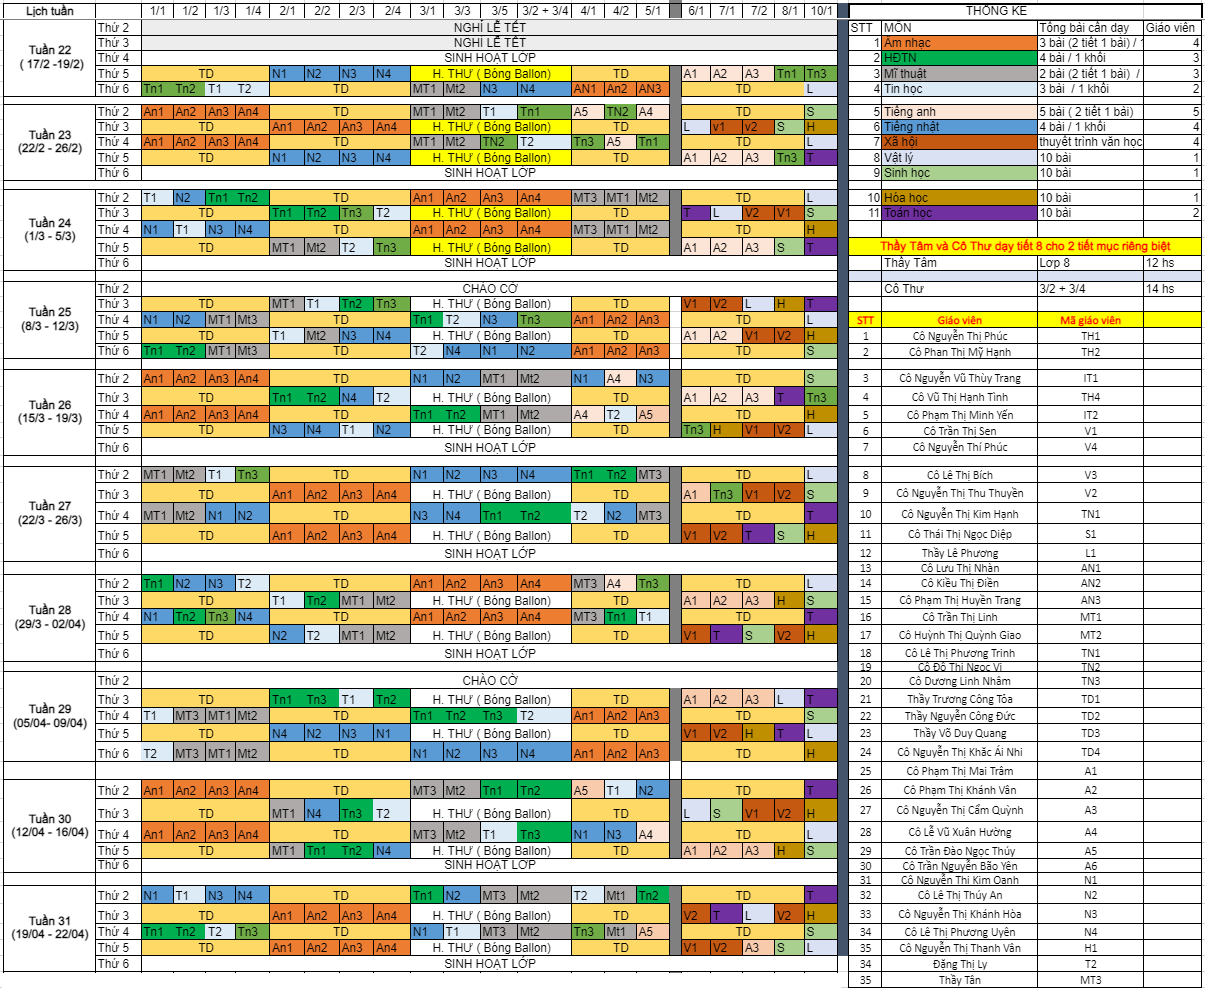 Lịch tuần 1/1 1/2 1/3 1/4 2/1 2/2 2/3 2/4 3/1 3/3 3/5 3/2 + 3/4 4/1 4/2 5/1 6/1 7/1 7/2 8/1 10/1
Tuần 22 ( 17/2 -19/2)
Thứ 2 NGHỈ LỄ TẾT
Thứ 3 NGHỈ LỄ TẾT
Thứ 4 SINH HOẠT LỚP
Thứ 5 TD N1 N2 N3 N4 H. THƯ ( Bóng Ballon) TD A1 A2 A3 Tn1 Tn3
Thứ 6 Tn1 Tn2 T1 T2 TD MT1 Mt2 N3 N4 AN1 An2 AN3 TD L
Tuần 23 (22/2 - 26/2)
Thứ 2 An1 An2 An3 An4 TD MT1 Mt2 T1 Tn1 A5 TN2 A4 TD S
Thứ 3 TD An1 An2 An3 An4 H. THƯ ( Bóng Ballon) TD L v1 v2 S H
Thứ 4 An1 An2 An3 An4 TD MT1 Mt2 TN2 T2 Tn3 A5 Tn1 TD L
Thứ 5 TD N1 N2 N3 N4 H. THƯ ( Bóng Ballon) TD A1 A2 A3 Tn3 T
Thứ 6 SINH HOẠT LỚP
Tuần 24 (1/3 - 5/3)
Thứ 2 T1 N2 Tn1 Tn2 TD An1 An2 An3 An4 MT3 MT1 Mt2 TD L
Thứ 3 TD Tn1 Tn2 Tn3 T2 H. THƯ ( Bóng Ballon) TD T L V2 V1 S
Thứ 4 N1 T1 N3 N4 TD An1 An2 An3 An4 MT3 MT1 Mt2 TD H
Thứ 5 TD MT1 Mt2 T2 Tn3 H. THƯ ( Bóng Ballon) TD A1 A2 A3 S T
Thứ 6 SINH HOẠT LỚP
Tuần 25 (8/3 - 12/3)
Thứ 2 CHÀO CỜ
Thứ 3 TD MT1 T1 Tn2 Tn3 H. THƯ ( Bóng Ballon) TD V1 V2 L H T
Thứ 4 N1 N2 MT1 Mt3 TD Tn1 T2 N3 Tn3 An1 An2 An3 TD L
Thứ 5 TD T1 Mt2 N3 N4 H. THƯ ( Bóng Ballon) TD A1 A2 V1 V2 H
Thứ 6 Tn1 Tn2 MT1 Mt3 TD T2 N4 N1 N2 An1 An2 An3 TD S
Tuần 26 (15/3 - 19/3)
Thứ 2 An1 An2 An3 An4 TD N1 N2 MT1 Mt2 N1 A4 N3 TD S
Thứ 3 TD Tn1 Tn2 N4 T2 H. THƯ ( Bóng Ballon) TD A1 A2 A3 T Tn3
Thứ 4 An1 An2 An3 An4 TD Tn1 Tn2 MT1 Mt2 A4 T2 A5 TD H
Thứ 5 TD N3 N4 T1 N2 H. THƯ ( Bóng Ballon) TD Tn3 H V1 V2 L
Thứ 6 SINH HOẠT LỚP
Tuần 27 (22/3 - 26/3)
Thứ 2 MT1 Mt2 T1 Tn3 TD N1 N2 N3 N4 Tn1 Tn2 MT3 TD L
Thứ 3 TD An1 An2 An3 An4 H. THƯ ( Bóng Ballon) TD A1 Tn3 V1 V2 S
Thứ 4 MT1 Mt2 N1 N2 TD N3 N4 Tn1 Tn2 T2 N2 MT3 TD T
Thứ 5 TD An1 An2 An3 An4 H. THƯ ( Bóng Ballon) TD V1 V2 T S H
Thứ 6 SINH HOẠT LỚP
Tuần 28 (29/3 - 02/04)
Thứ 2 Tn1 N2 N3 T2 TD An1 An2 An3 An4 MT3 A4 Tn3 TD L
Thứ 3 TD T1 Tn2 MT1 Mt2 H. THƯ ( Bóng Ballon) TD A1 A2 A3 H S
Thứ 4 N1 Tn2 Tn3 N4 TD An1 An2 An3 An4 MT3 Tn1 T1 TD T
Thứ 5 TD N2 T2 MT1 Mt2 H. THƯ ( Bóng Ballon) TD V1 T S V2 H
Thứ 6 SINH HOẠT LỚP
Tuần 29 (05/04- 09/04)
Thứ 2 CHÀO CỜ
Thứ 3 TD Tn1 Tn3 T1 Tn2 H. THƯ ( Bóng Ballon) TD A1 A2 A3 L T
Thứ 4 T1 MT3 MT1 Mt2 TD Tn1 Tn2 Tn3 T2 An1 An2 An3 TD S
Thứ 5 TD N4 N2 N3 N1 H. THƯ ( Bóng Ballon) TD V1 V2 H T L
Thứ 6 T2 MT3 MT1 Mt2 TD N1 N2 N3 N4 An1 An2 An3 TD H
Tuần 30 (12/04 - 16/04)
Thứ 2 An1 An2 An3 An4 TD MT3 Mt2 Tn1 Tn2 A5 T1 N2 TD T
Thứ 3 TD MT1 N4 Tn3 T2 H. THƯ ( Bóng Ballon) TD L S V1 V2 H
Thứ 4 An1 An2 An3 An4 TD MT3 Mt2 T1 Tn3 N1 N3 A4 TD L
Thứ 5 TD MT1 Tn1 Tn2 N4 H. THƯ ( Bóng Ballon) TD A1 A2 A3 H S
Thứ 6 SINH HOẠT LỚP
Tuần 31 (19/04 - 22/04)
Thứ 2 N1 T1 N3 N4 TD Tn1 N2 MT3 Mt2 T2 Mt1 Tn2 TD T
Thứ 3 TD An1 An2 An3 An4 H. THƯ ( Bóng Ballon) TD V2 T L V2 H
Thứ 4 Tn1 Tn2 T2 Tn3 TD N1 T1 MT3 Mt2 Tn3 Mt1 A5 TD S
Thứ 5 TD An1 An2 An3 An4 H. THƯ ( Bóng Ballon) TD V1 V2 A3 S L
Thứ 6 SINH HOẠT LỚP
THỐNG KE
STT MÔN Tổng bài cần dạy Giáo viên
1 Âm nhạc 3 bài (2 tiết 1 bài) / 1 4
2 HĐTN 4 bài / 1 khối 3
3 Mĩ thuật 2 bài (2 tiết 1 bài) / 3
4 Tin học 3 bài / 1 khối 2
5 Tiếng anh 5 bài ( 2 tiết 1 bài) 5
6 Tiếng nhật 4 bài / 1 khối 4
7 Xã hội thuyết trình văn học 4
8 Vật lý 10 bài 1
9 Sinh học 10 bài 1
10 Hóa học 10 bài 1
11 Toán học 10 bài 2
Thầy Tâm và Cô Thư dạy tiết 8 cho 2 tiết mục riêng biệt
Thầy Tâm Lơp 8 12 hs
Cô Thư 3/2 + 3/4 14 hs
STT Giáo viên Mã giáo viên
1 Cô Nguyễn Thị Phúc TH1
2 Cô Phan Thị Mỹ Hạnh TH2
3 Cô Nguyễn Vũ Thùy Trang IT1
4 Cô Vũ Thị Hạnh Tình TH4
5 Cô Phạm Thị Minh Yến IT2
6 Cô Trần Thị Sen V1
7 Cô Nguyễn Thí Phúc V4
8 Cô Lê Thị Bích V3
9 Cô Nguyễn Thị Thu Thuyền V2
10 Cô Nguyễn Thị Kim Hạnh TN1
11 Cô Thái Thị Ngọc Diệp S1
12 Thầy Lê Phương L1
13 Cô Lưu Thị Nhàn AN1
14 Cô Kiều Thị Điền AN2
15 Cô Phạm Thị Huyền Trang AN3
16 Cô Trần Thị Linh MT1
17 Cô Huỳnh Thị Quỳnh Giao MT2
18 Cô Lê Thị Phương Trinh TN1
19 Cô Đỗ Thị Ngọc Vi TN2
20 Cô Dương Linh Nhâm TN3
21 Thầy Trương Công Tỏa TD1
22 Thầy Nguyễn Công Đức TD2
23 Thầy Võ Duy Quang TD3
24 Cô Nguyễn Thị Khăc Ái Nhi TD4
25 Cô Phạm Thị Mai Trâm A1
26 Cô Phạm Thị Khánh Vân A2
27 Cô Nguyễn Thị Cẩm Quỳnh A3
28 Cô Lễ Vũ Xuân Hường A4
29 Cô Trần Đào Ngọc Thúy A5
30 Cô Trần Nguyễn Bão Yên A6
31 Cô Nguyễn Thị Kim Oanh N1
32 Cô Lê Thị Thúy An N2
33 Cô Nguyễn Thị Khánh Hòa N3
34 Cô Lê Thị Phương Uyên N4
35 Cô Nguyễn Thị Thanh Vân H1
34 Đặng Thị Ly T2
35 Thầy Tân MT3